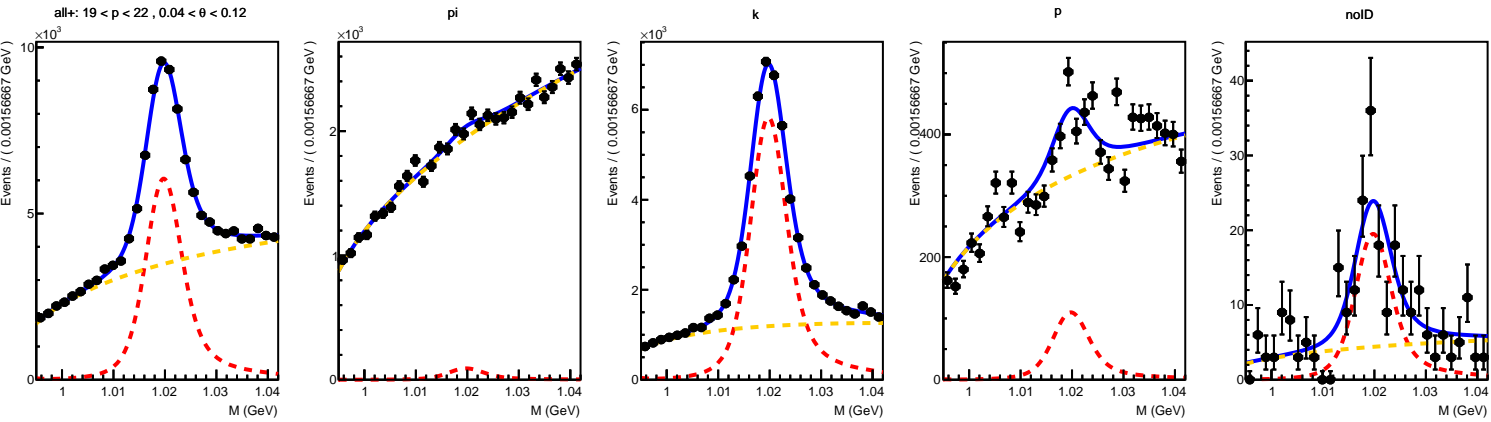 all+: 19 < p < 22 , 0.04 < θ < 0.12
×10³
Events / ( 0.00156667 GeV )
10
5
0
1 1.01 1.02 1.03 1.04
M (GeV)
pi
×10³
Events / ( 0.00156667 GeV )
2
1
0
1 1.01 1.02 1.03 1.04
M (GeV)
k
×10³
Events / ( 0.00156667 GeV )
6
4
2
0
1 1.01 1.02 1.03 1.04
M (GeV)
p
Events / ( 0.00156667 GeV )
400
200
0
1 1.01 1.02 1.03 1.04
M (GeV)
noID
Events / ( 0.00156667 GeV )
40
30
20
10
0
1 1.01 1.02 1.03 1.04
M (GeV)